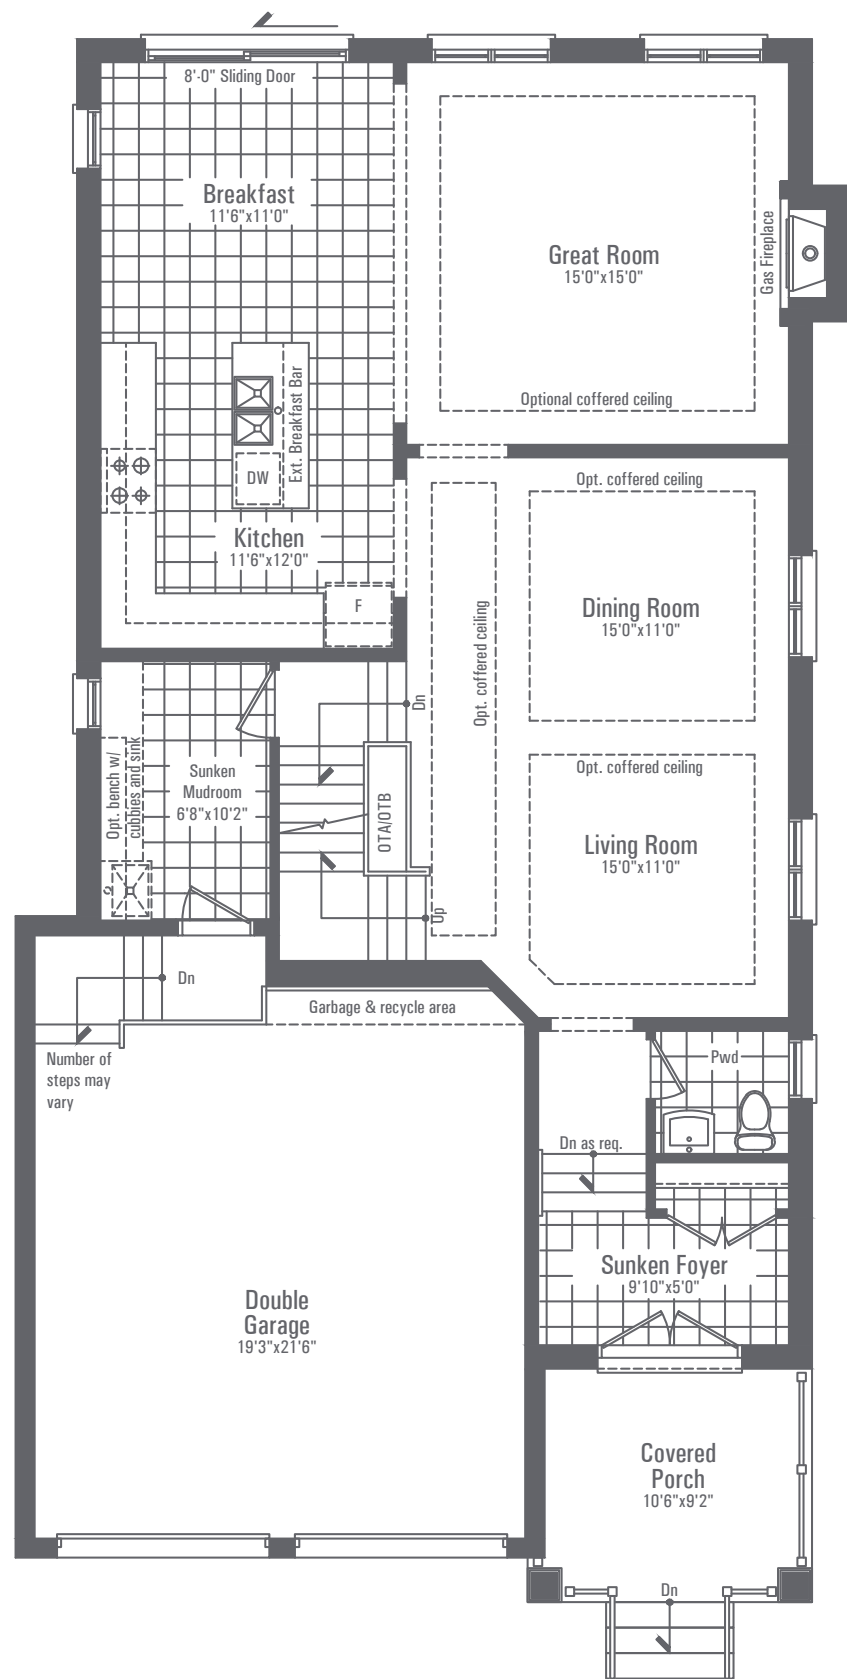 8'-0" Sliding Door
Breakfast
11'6"x11'0"
Great Room
15'0"x15'0"
Gas Fireplace
Optional coffered ceiling
Ext. Breakfast Bar
DW
Kitchen
11'6"x12'0"
F
Opt. coffered ceiling
Dining Room
15'0"x11'0"
Opt. coffered ceiling
Dn
Opt. coffered ceiling
Living Room
15'0"x11'0"
Sunken
Mudroom
6'8"x10'2"
Opt. bench w/
cubbies and sink
OTA/OTB
Up
Dn
Garbage & recycle area
Number of
steps may
vary
Pwd
Dn as req.
Sunken Foyer
9'10"x5'0"
Double
Garage
19'3"x21'6"
Covered
Porch
10'6"x9'2"
Dn